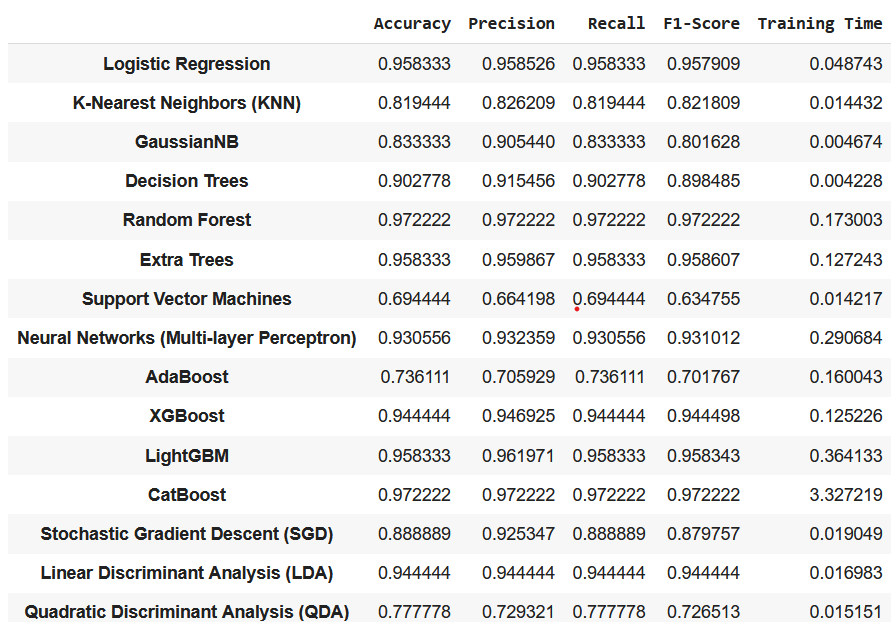 Accuracy Precision Recall F1-Score Training Time
Logistic Regression 0.958333 0.958526 0.958333 0.957909 0.048743
K-Nearest Neighbors (KNN) 0.819444 0.826209 0.819444 0.821809 0.014432
GaussianNB 0.833333 0.905440 0.833333 0.801628 0.004674
Decision Trees 0.902778 0.915456 0.902778 0.898485 0.004228
Random Forest 0.972222 0.972222 0.972222 0.972222 0.173003
Extra Trees 0.958333 0.959867 0.958333 0.958607 0.127243
Support Vector Machines 0.694444 0.664198 0.694444 0.634755 0.014217
Neural Networks (Multi-layer Perceptron) 0.930556 0.932359 0.930556 0.931012 0.290684
AdaBoost 0.736111 0.705929 0.736111 0.701767 0.160043
XGBoost 0.944444 0.946925 0.944444 0.944498 0.125226
LightGBM 0.958333 0.961971 0.958333 0.958343 0.364133
CatBoost 0.972222 0.972222 0.972222 0.972222 3.327219
Stochastic Gradient Descent (SGD) 0.888889 0.925347 0.888889 0.879757 0.019049
Linear Discriminant Analysis (LDA) 0.944444 0.944444 0.944444 0.944444 0.016983
Quadratic Discriminant Analysis (QDA) 0.777778 0.729321 0.777778 0.726513 0.015151